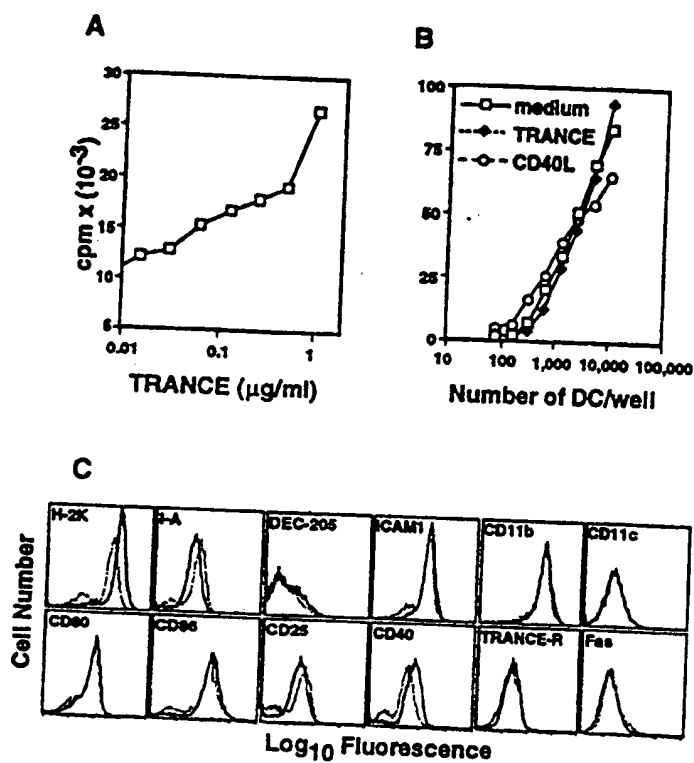 A
30
25
20
15
10
5
cpm x (10⁻³)
0.01 0.1 1
TRANCE (µg/ml)
B
100
75
50
25
0
medium
TRANCE
CD40L
10 100 1,000 10,000 100,000
Number of DC/well
C
H-2K I-A DEC-205 ICAM1 CD11b CD11c
CD80 CD86 CD25 CD40 TRANCE-R Fas
Cell Number
Log10 Fluorescence